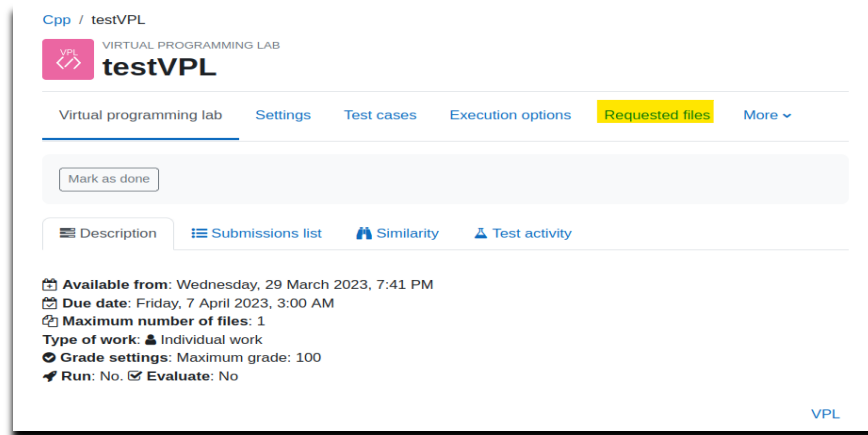 Cpp / testVPL
VPL
VIRTUAL PROGRAMMING LAB
testVPL
Virtual programming lab Settings Test cases Execution options Requested files More
Mark as done
Description Submissions list Similarity Test activity
Available from: Wednesday, 29 March 2023, 7:41 PM
Due date: Friday, 7 April 2023, 3:00 AM
Maximum number of files: 1
Type of work: Individual work
Grade settings: Maximum grade: 100
Run: No. Evaluate: No
VPL